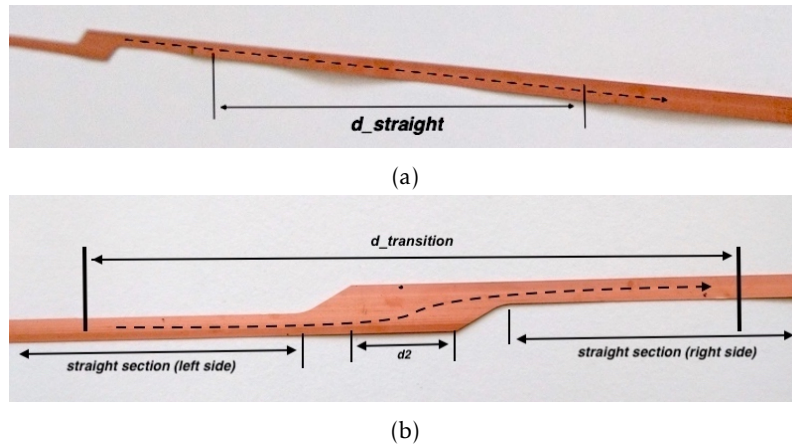 d_straight
(a)
d_transition
d2
straight section (left side)
straight section (right side)
(b)